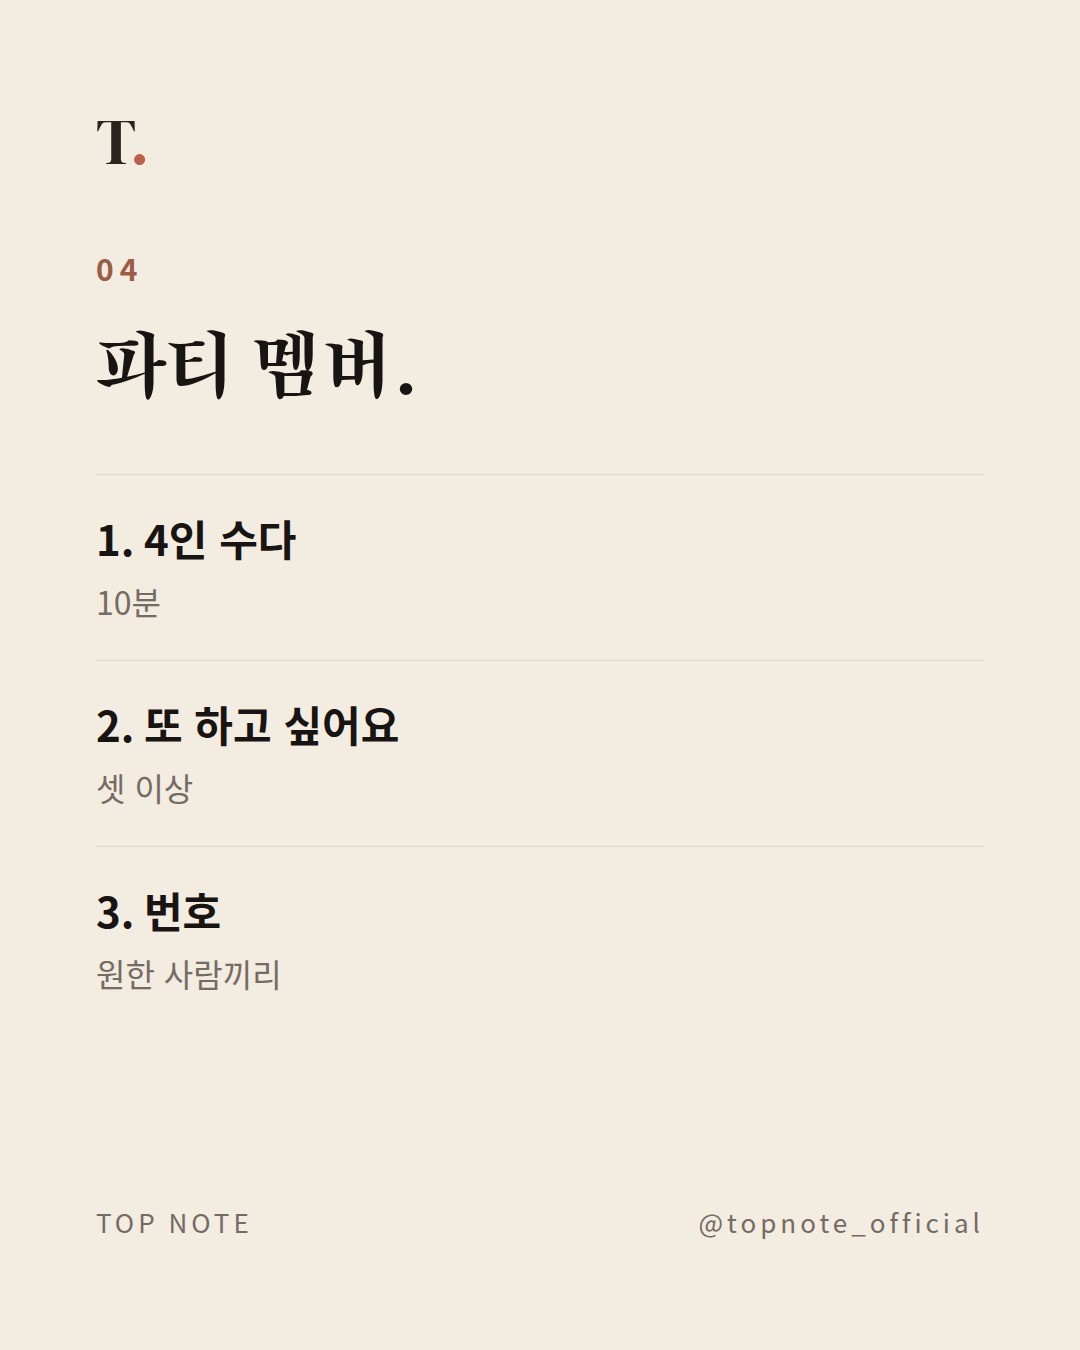 T.
04
파티 멤버.
1. 4인 수다
10분
2. 또 하고 싶어요
셋 이상
3. 번호
원한 사람끼리
TOP NOTE
@topnote_official